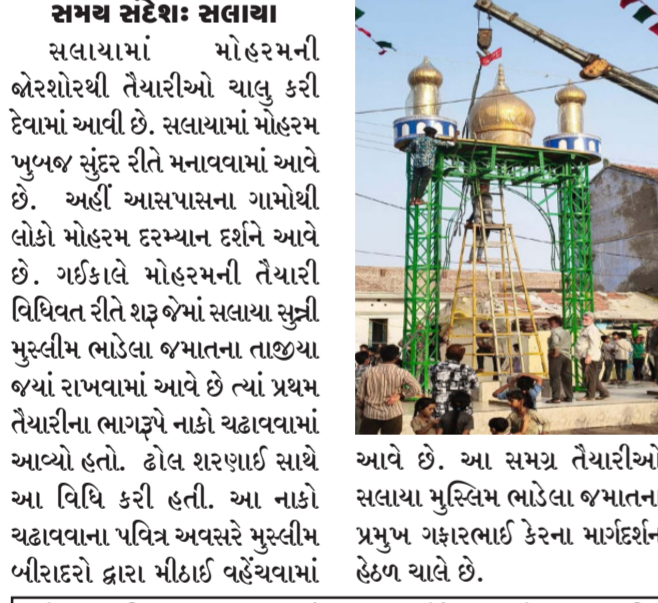 સમય સંદેશઃ સલાયા
સલાયામાં મોહરમની
જોરશોરથી તૈયારીઓ ચાલુ કરી
દેવામાં આવી છે. સલાયામાં મોહરમ
ખુબજ સુંદર રીતે મનાવવામાં આવે
છે. અહીં આસપાસના ગામોથી
લોકો મોહરમ દરમ્યાન દર્શને આવે
છે. ગઈકાલે મોહરમની તૈયારી
વિધિવત રીતે શરૂ જેમાં સલાયા સુન્ની
મુસ્લીમ ભાડેલા જમાતના તાજીયા
જયાં રાખવામાં આવે છે ત્યાં પ્રથમ
તૈયારીના ભાગરૂપે નાકો ચઢાવવામાં
આવ્યો હતો. ઢોલ શરણાઈ સાથે
આ વિધિ કરી હતી. આ નાકો
ચઢાવવાના પવિત્ર અવસરે મુસ્લીમ
બીરાદરો દ્વારા મીઠાઈ વહેંચવામાં
આવે છે. આ સમગ્ર તૈયારીઓ
સલાયા મુસ્લિમ ભાડેલા જમાતના
પ્રમુખ ગફારભાઈ કેરના માર્ગદર્શન
હેઠળ ચાલે છે.